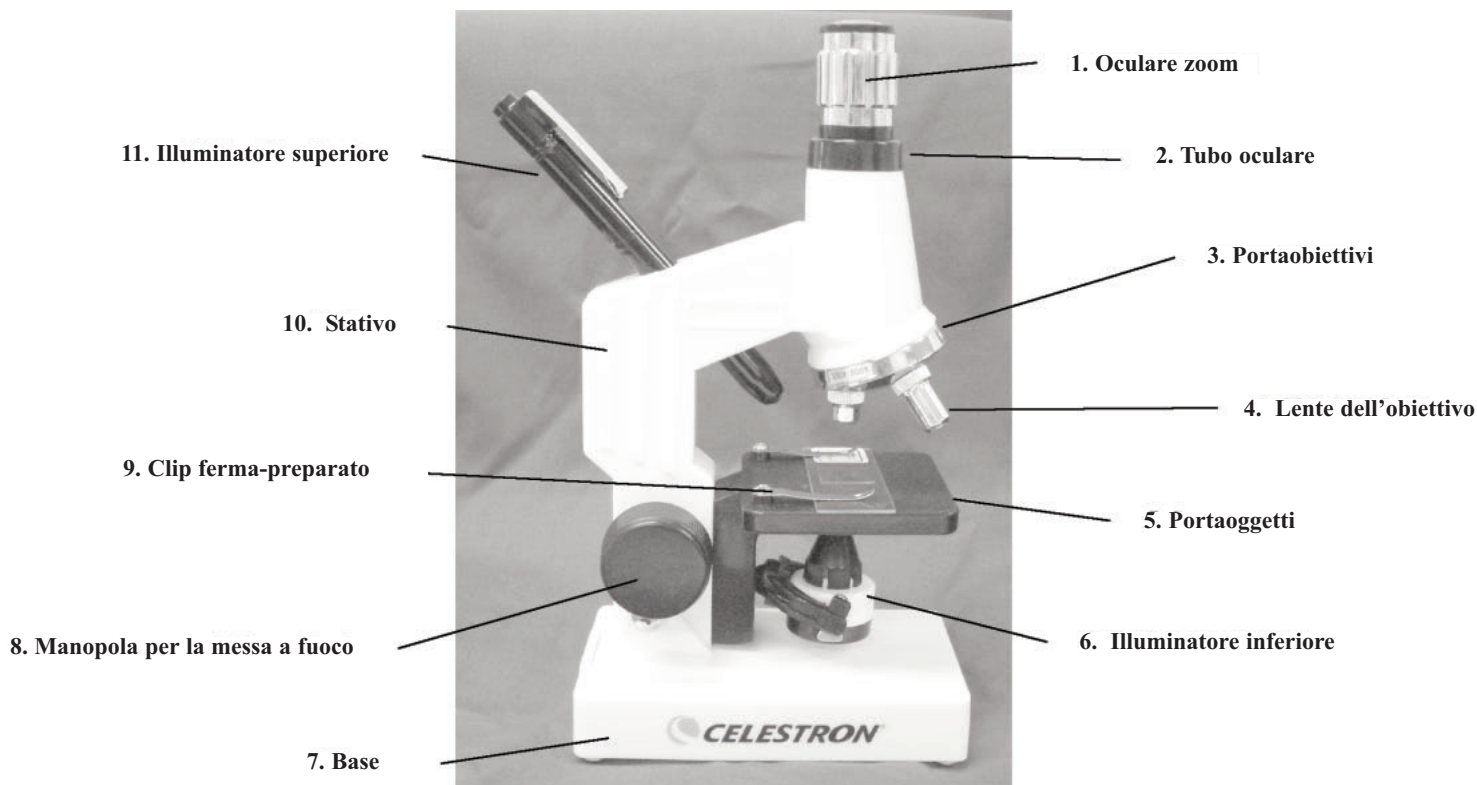 1. Oculare zoom
2. Tubo oculare
3. Portaobiettivi
4. Lente dell’obiettivo
5. Portaoggetti
6. Illuminatore inferiore
7. Base
8. Manopola per la messa a fuoco
9. Clip ferma-preparato
10. Stativo
11. Illuminatore superiore
CELESTRON